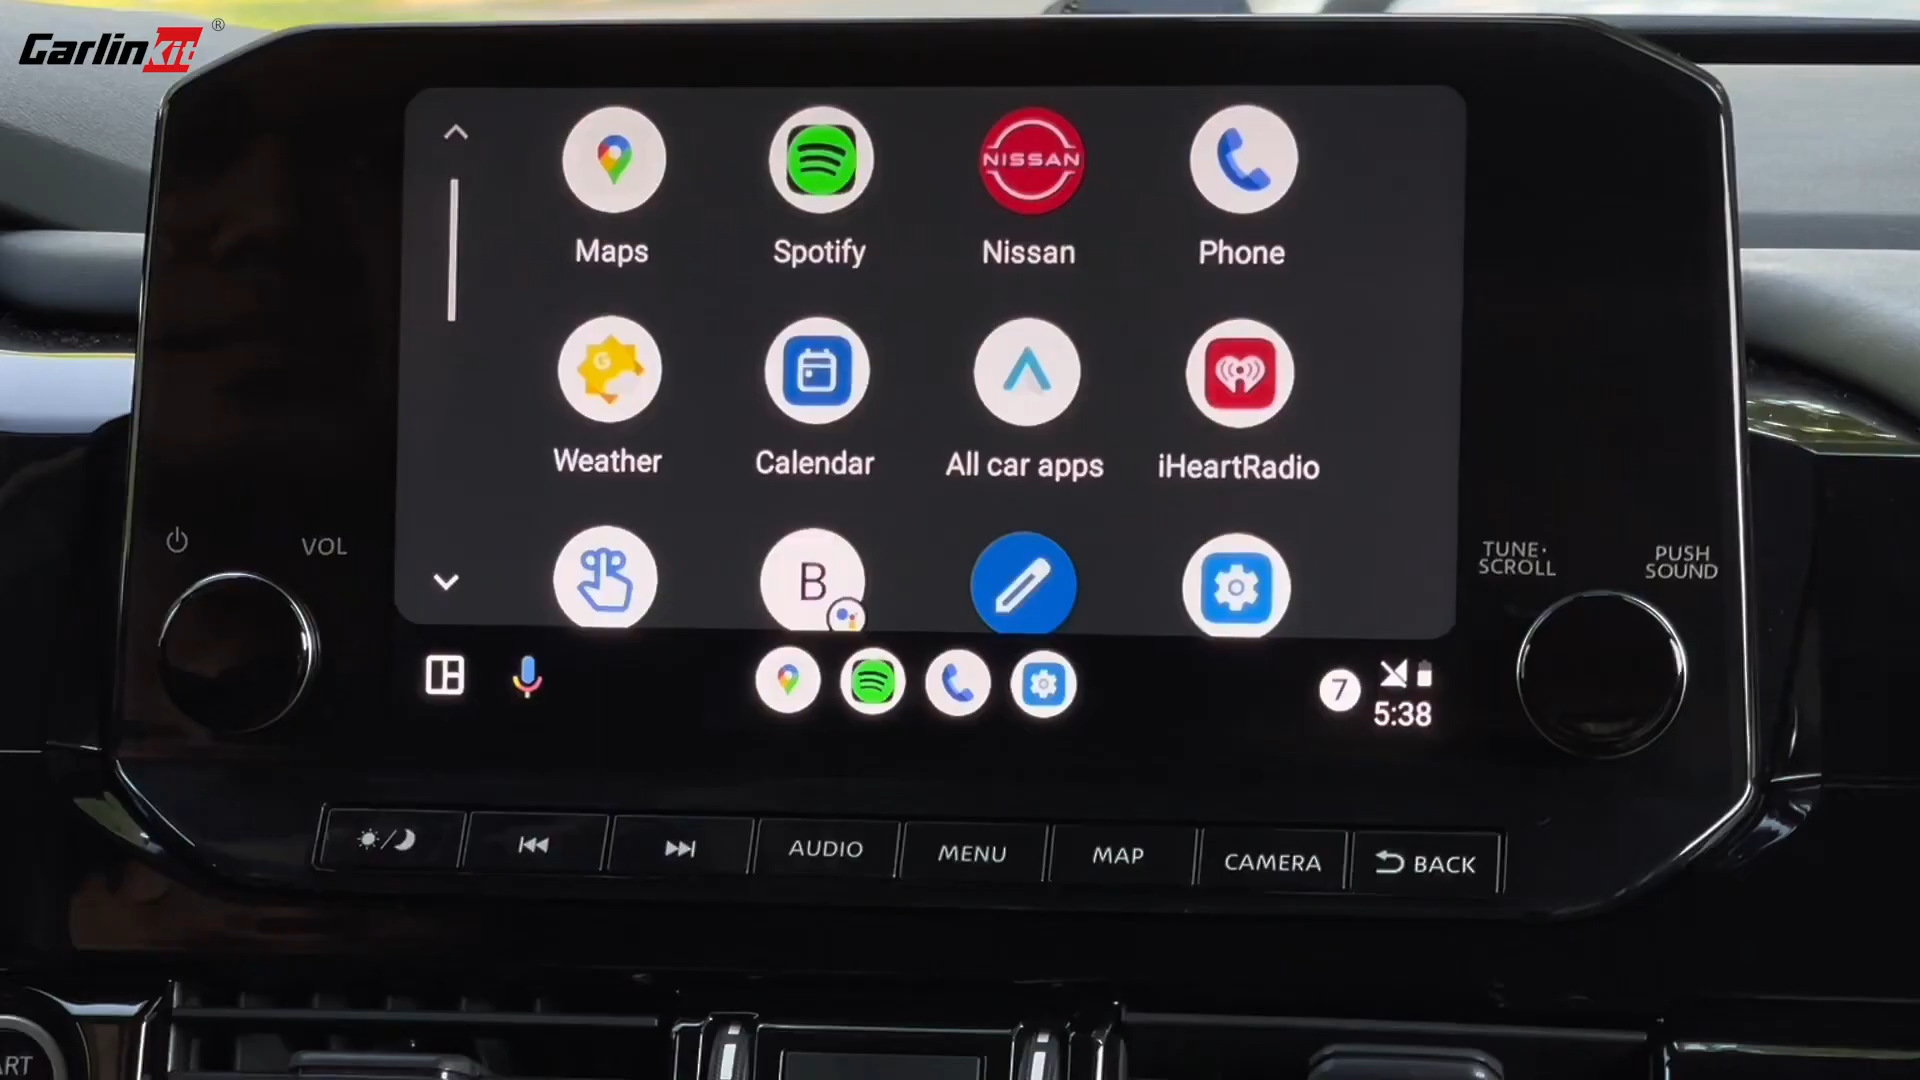 CarlinKit®
NISSAN
Maps Spotify Nissan Phone
G
Weather Calendar All car apps iHeartRadio
VOL
TUNE·
SCROLL
PUSH
SOUND
B
7
5:38
AUDIO MENU MAP CAMERA BACK
ART